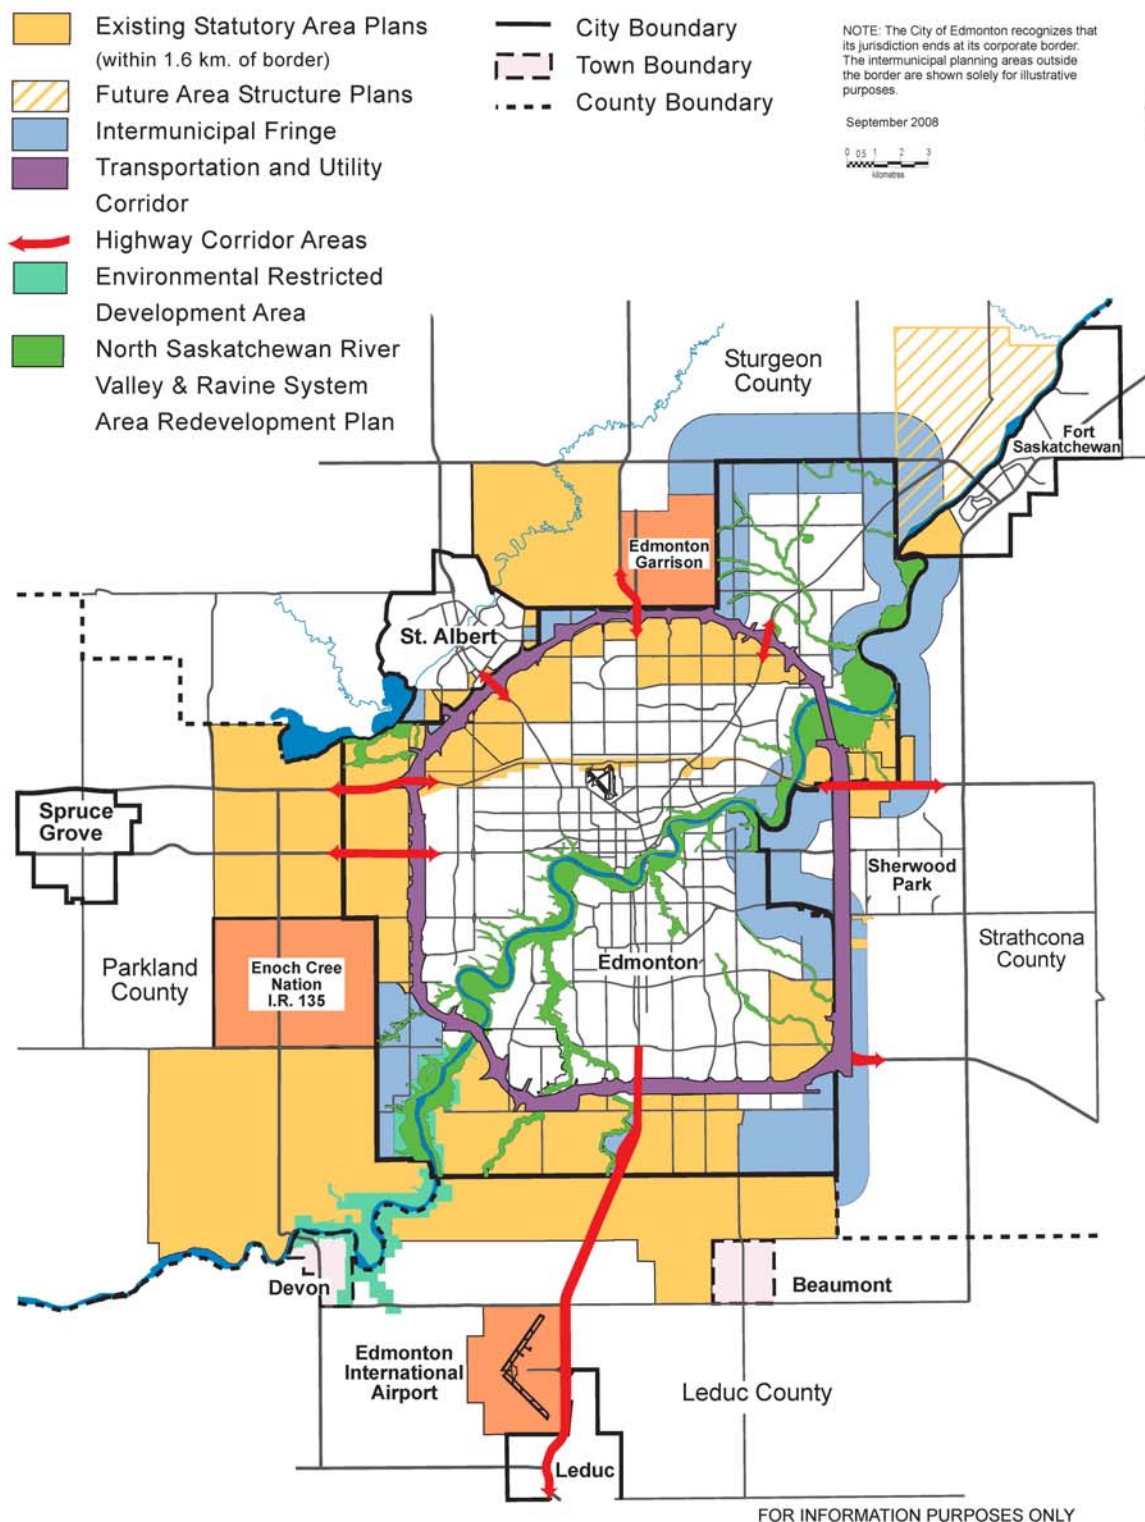 Existing Statutory Area Plans
(within 1.6 km. of border)
Future Area Structure Plans
Intermunicipal Fringe
Transportation and Utility
Corridor
Highway Corridor Areas
Environmental Restricted
Development Area
North Saskatchewan River
Valley & Ravine System
Area Redevelopment Plan
City Boundary
Town Boundary
County Boundary
NOTE: The City of Edmonton recognizes that
its jurisdiction ends at its corporate border.
The intermunicipal planning areas outside
the border are shown solely for illustrative
purposes.
September 2008
0 0.5 1 2 3
kilometres
Sturgeon
County
Fort
Saskatchewan
Edmonton
Garrison
St. Albert
Spruce
Grove
Sherwood
Park
Parkland
County
Enoch Cree
Nation
I.R. 135
Edmonton
Strathcona
County
Devon
Beaumont
Edmonton
International
Airport
Leduc County
Leduc
FOR INFORMATION PURPOSES ONLY